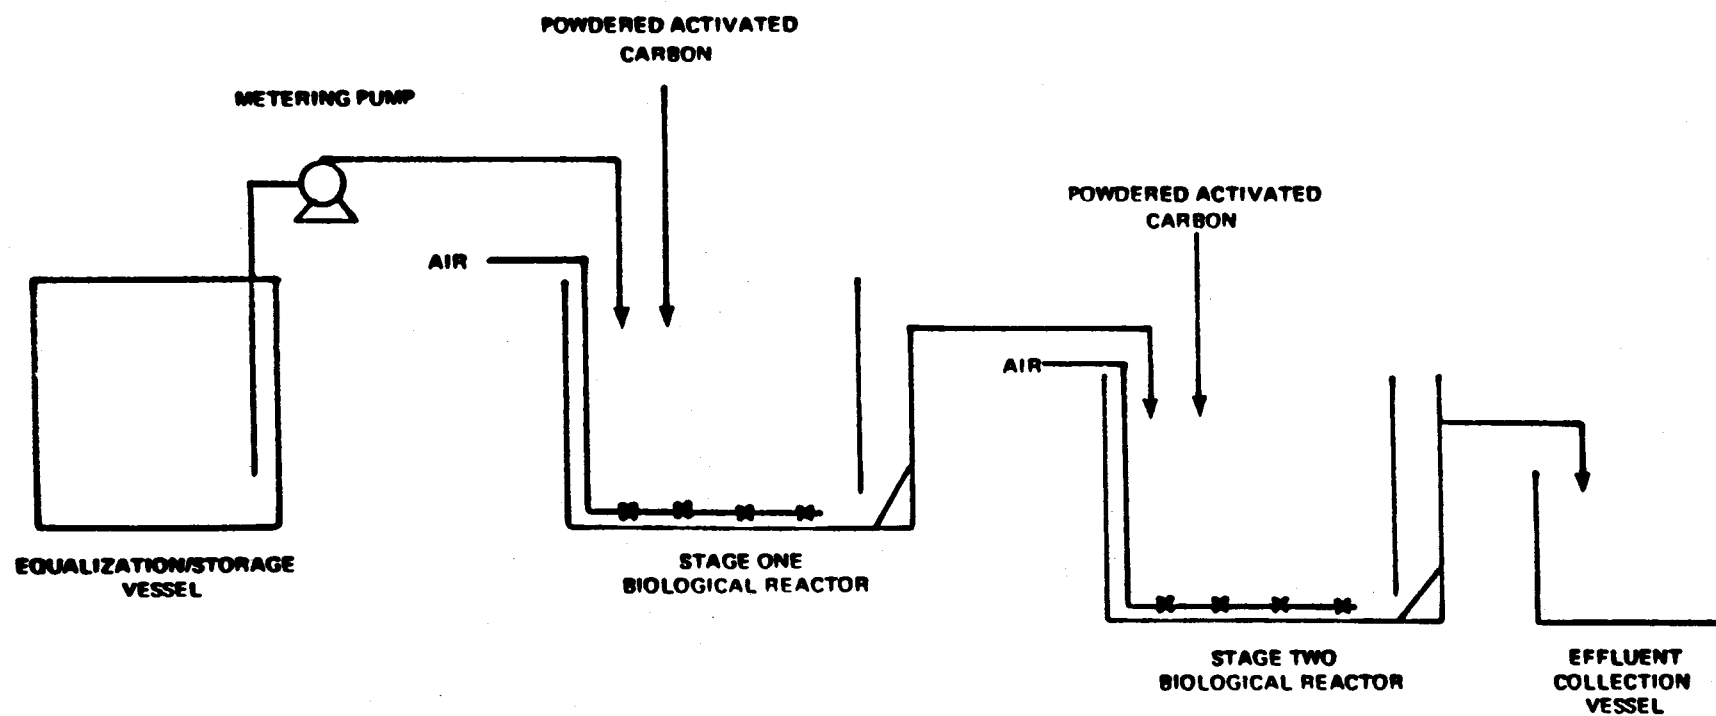 POWDERED ACTIVATED
CARBON
METERING PUMP
POWDERED ACTIVATED
CARBON
AIR
AIR
EQUALIZATION/STORAGE
VESSEL
STAGE ONE
BIOLOGICAL REACTOR
STAGE TWO
BIOLOGICAL REACTOR
EFFLUENT
COLLECTION
VESSEL